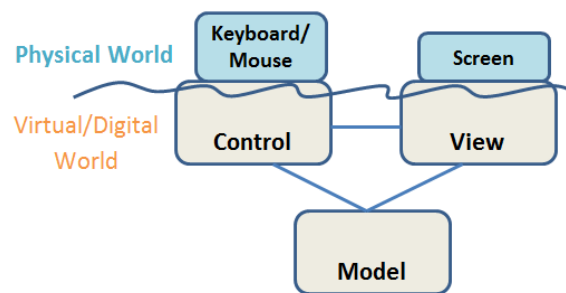 Physical World
Keyboard/
Mouse
Screen
Virtual/Digital
World
Control
View
Model